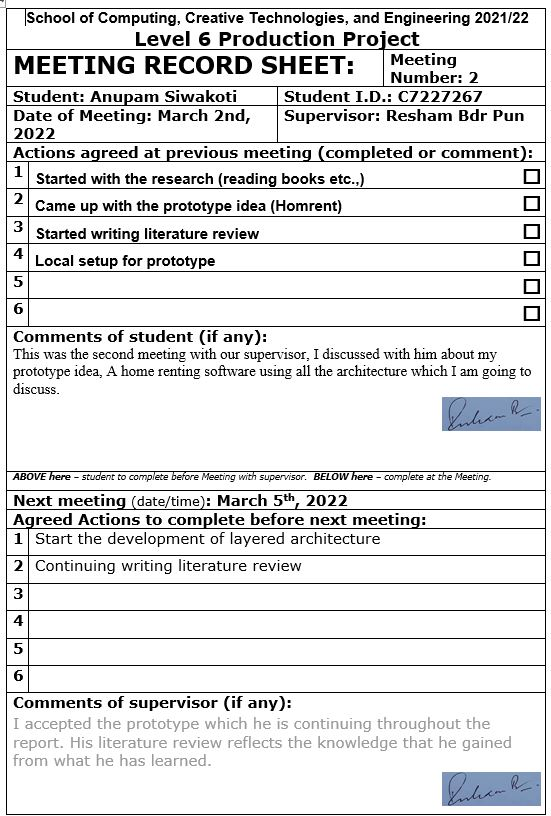 School of Computing, Creative Technologies, and Engineering 2021/22
Level 6 Production Project
MEETING RECORD SHEET:
Meeting
Number: 2
Student: Anupam Siwakoti
Student I.D.: C7227267
Date of Meeting: March 2nd,
2022
Supervisor: Resham Bdr Pun
Actions agreed at previous meeting (completed or comment):
1 Started with the research (reading books etc.,)
2 Came up with the prototype idea (Homrent)
3 Started writing literature review
4 Local setup for prototype
5
6
Comments of student (if any):
This was the second meeting with our supervisor, I discussed with him about my
prototype idea, A home renting software using all the architecture which I am going to
discuss.
ABOVE here – student to complete before Meeting with supervisor. BELOW here – complete at the Meeting.
Next meeting (date/time): March 5th, 2022
Agreed Actions to complete before next meeting:
1 Start the development of layered architecture
2 Continuing writing literature review
3
4
5
6
Comments of supervisor (if any):
I accepted the prototype which he is continuing throughout the
report. His literature review reflects the knowledge that he gained
from what he has learned.